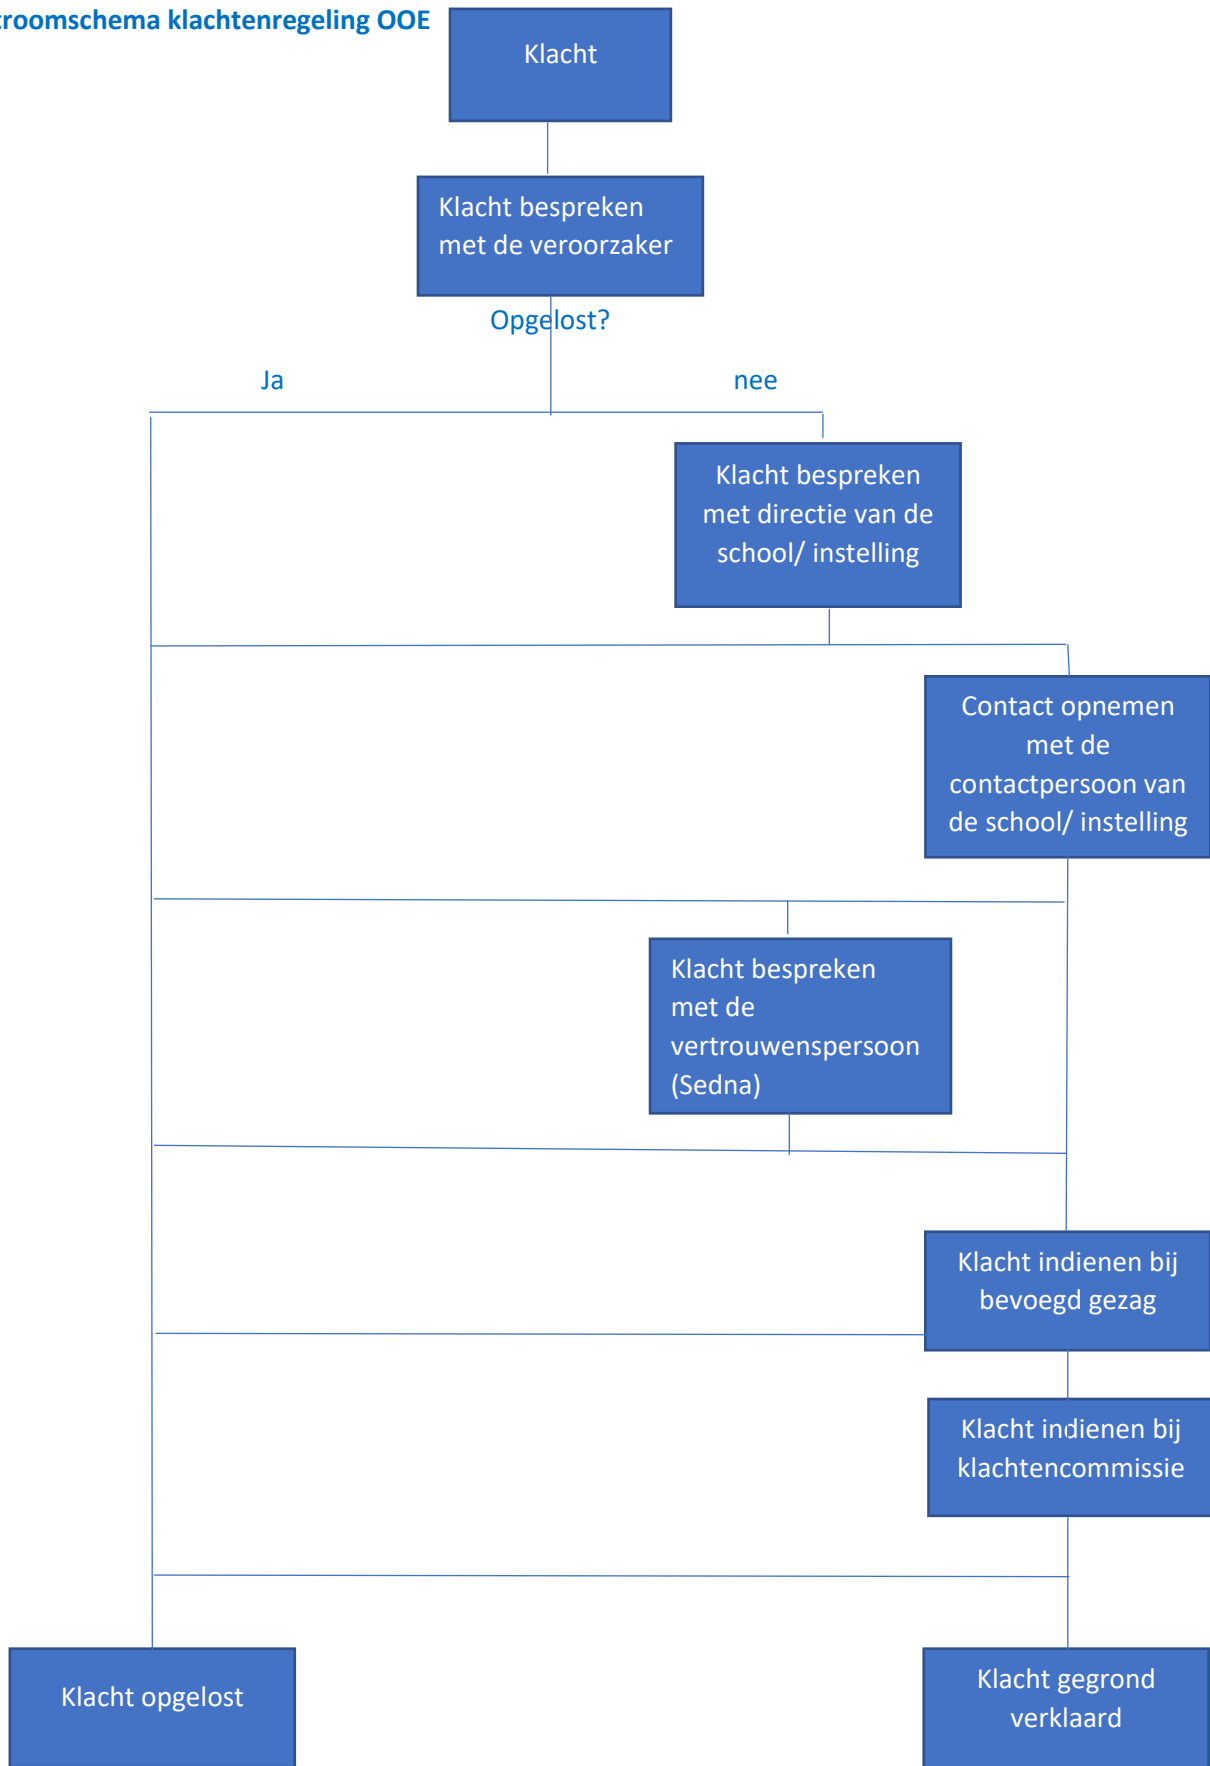 troomschema klachtenregeling OOE
Klacht
Klacht bespreken
met de veroorzaker
Opgelost?
Ja
nee
Klacht bespreken
met directie van de
school/ instelling
Contact opnemen
met de
contactpersoon van
de school/ instelling
Klacht bespreken
met de
vertrouwenspersoon
(Sedna)
Klacht indienen bij
bevoegd gezag
Klacht indienen bij
klachtencommissie
Klacht opgelost
Klacht gegrond
verklaard